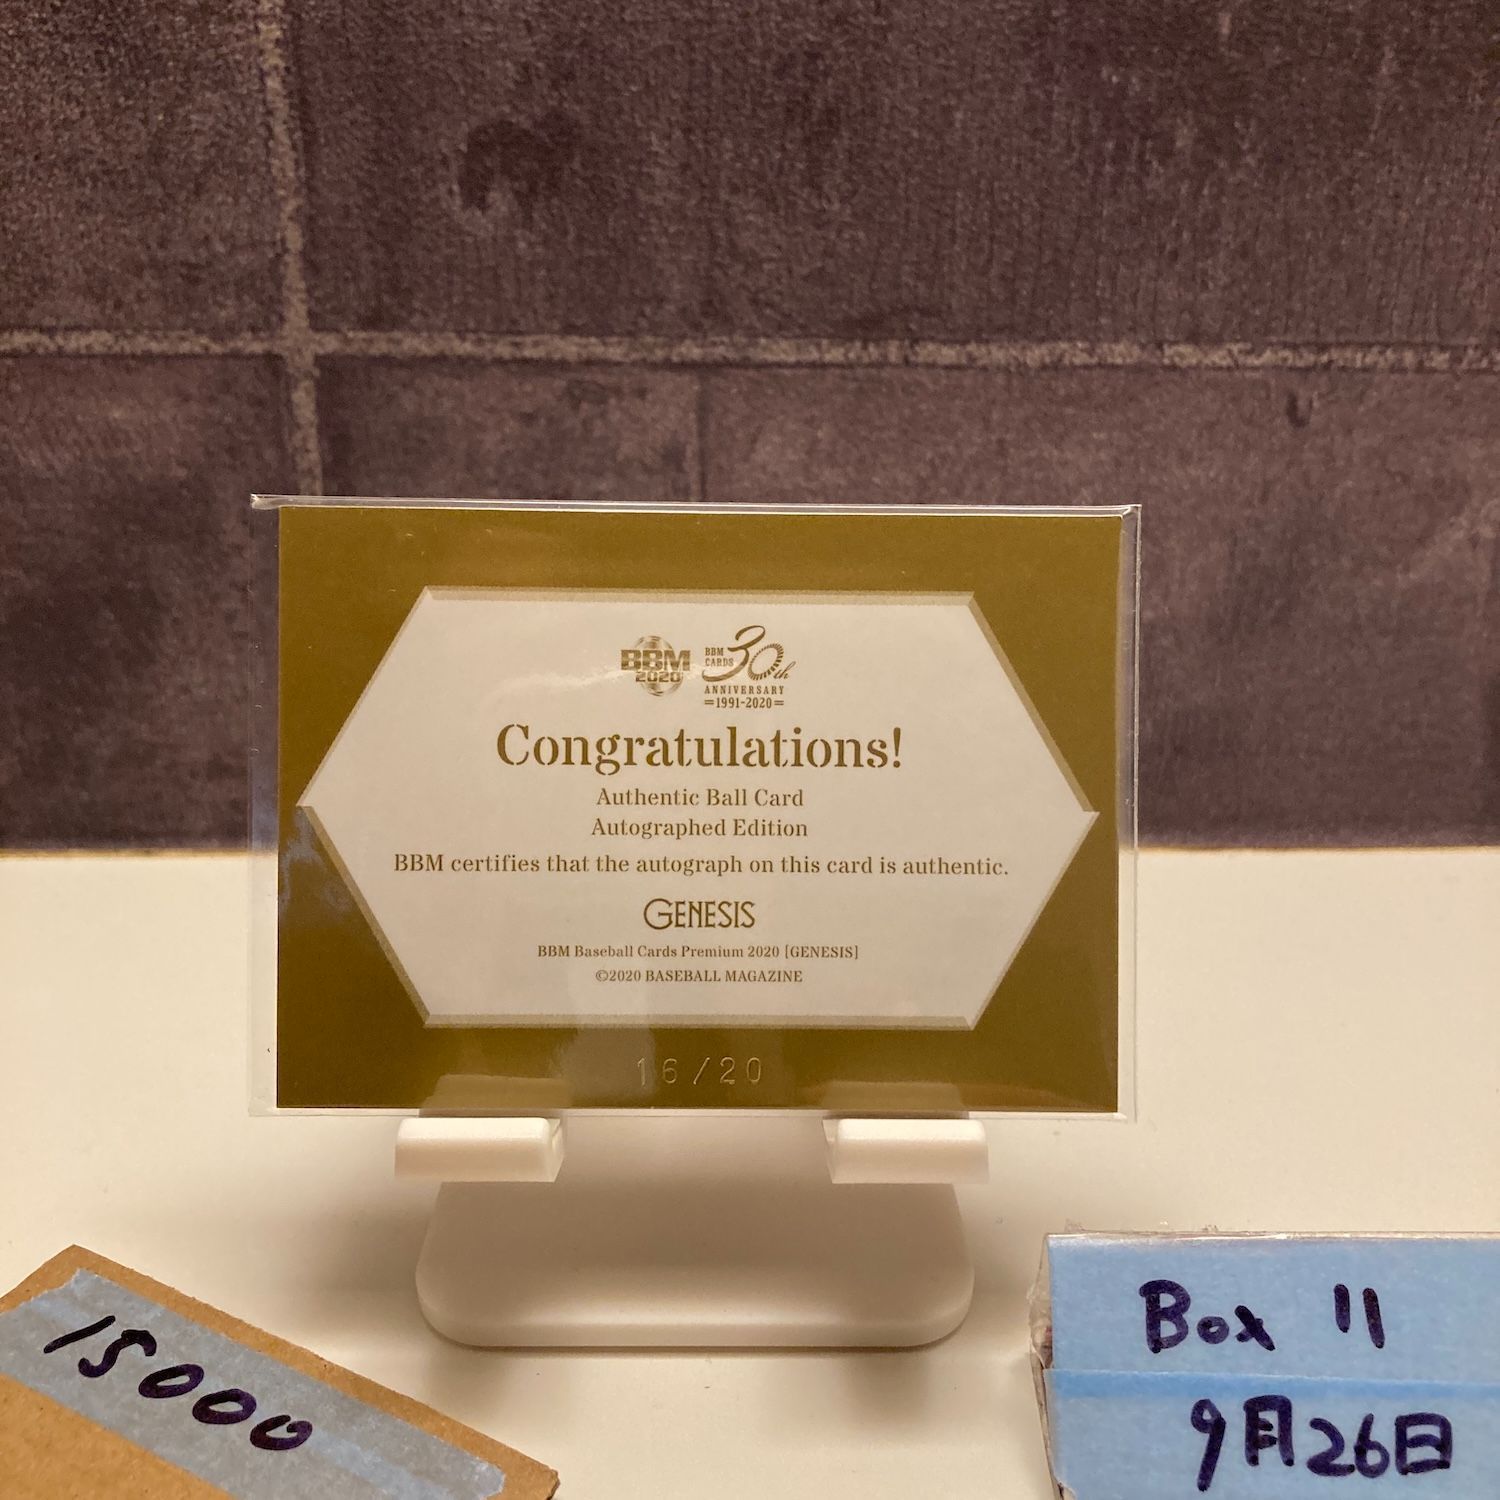 BBM
2020
BBM
CARDS
30th
ANNIVERSARY
=1991-2020=
Congratulations!
Authentic Ball Card
Autographed Edition
BBM certifies that the autograph on this card is authentic.
GENESIS
BBM Baseball Cards Premium 2020 [GENESIS]
©2020 BASEBALL MAGAZINE
16/20
15000
Box 11
9月26日